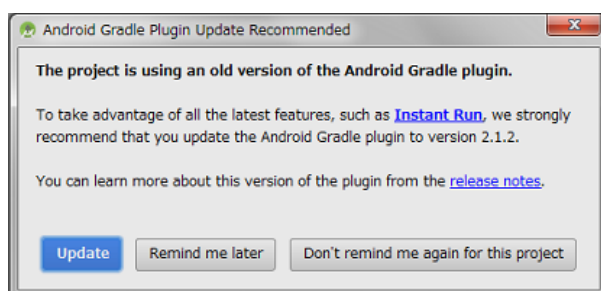 Android Gradle Plugin Update Recommended
The project is using an old version of the Android Gradle plugin.
To take advantage of all the latest features, such as Instant Run, we strongly
recommend that you update the Android Gradle plugin to version 2.1.2.
You can learn more about this version of the plugin from the release notes.
Update Remind me later Don't remind me again for this project